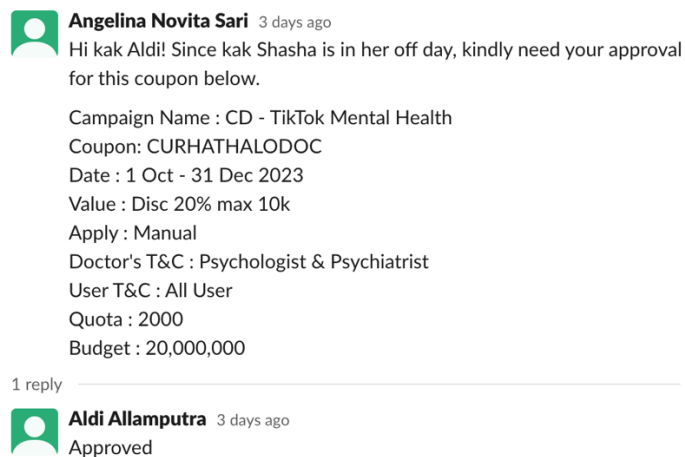 Angelina Novita Sari 3 days ago
Hi kak Aldi! Since kak Shasha is in her off day, kindly need your approval
for this coupon below.
Campaign Name : CD - TikTok Mental Health
Coupon: CURHATHALODOC
Date : 1 Oct - 31 Dec 2023
Value : Disc 20% max 10k
Apply : Manual
Doctor's T&C : Psychologist & Psychiatrist
User T&C : All User
Quota : 2000
Budget : 20,000,000
1 reply
Aldi Allamputra 3 days ago
Approved